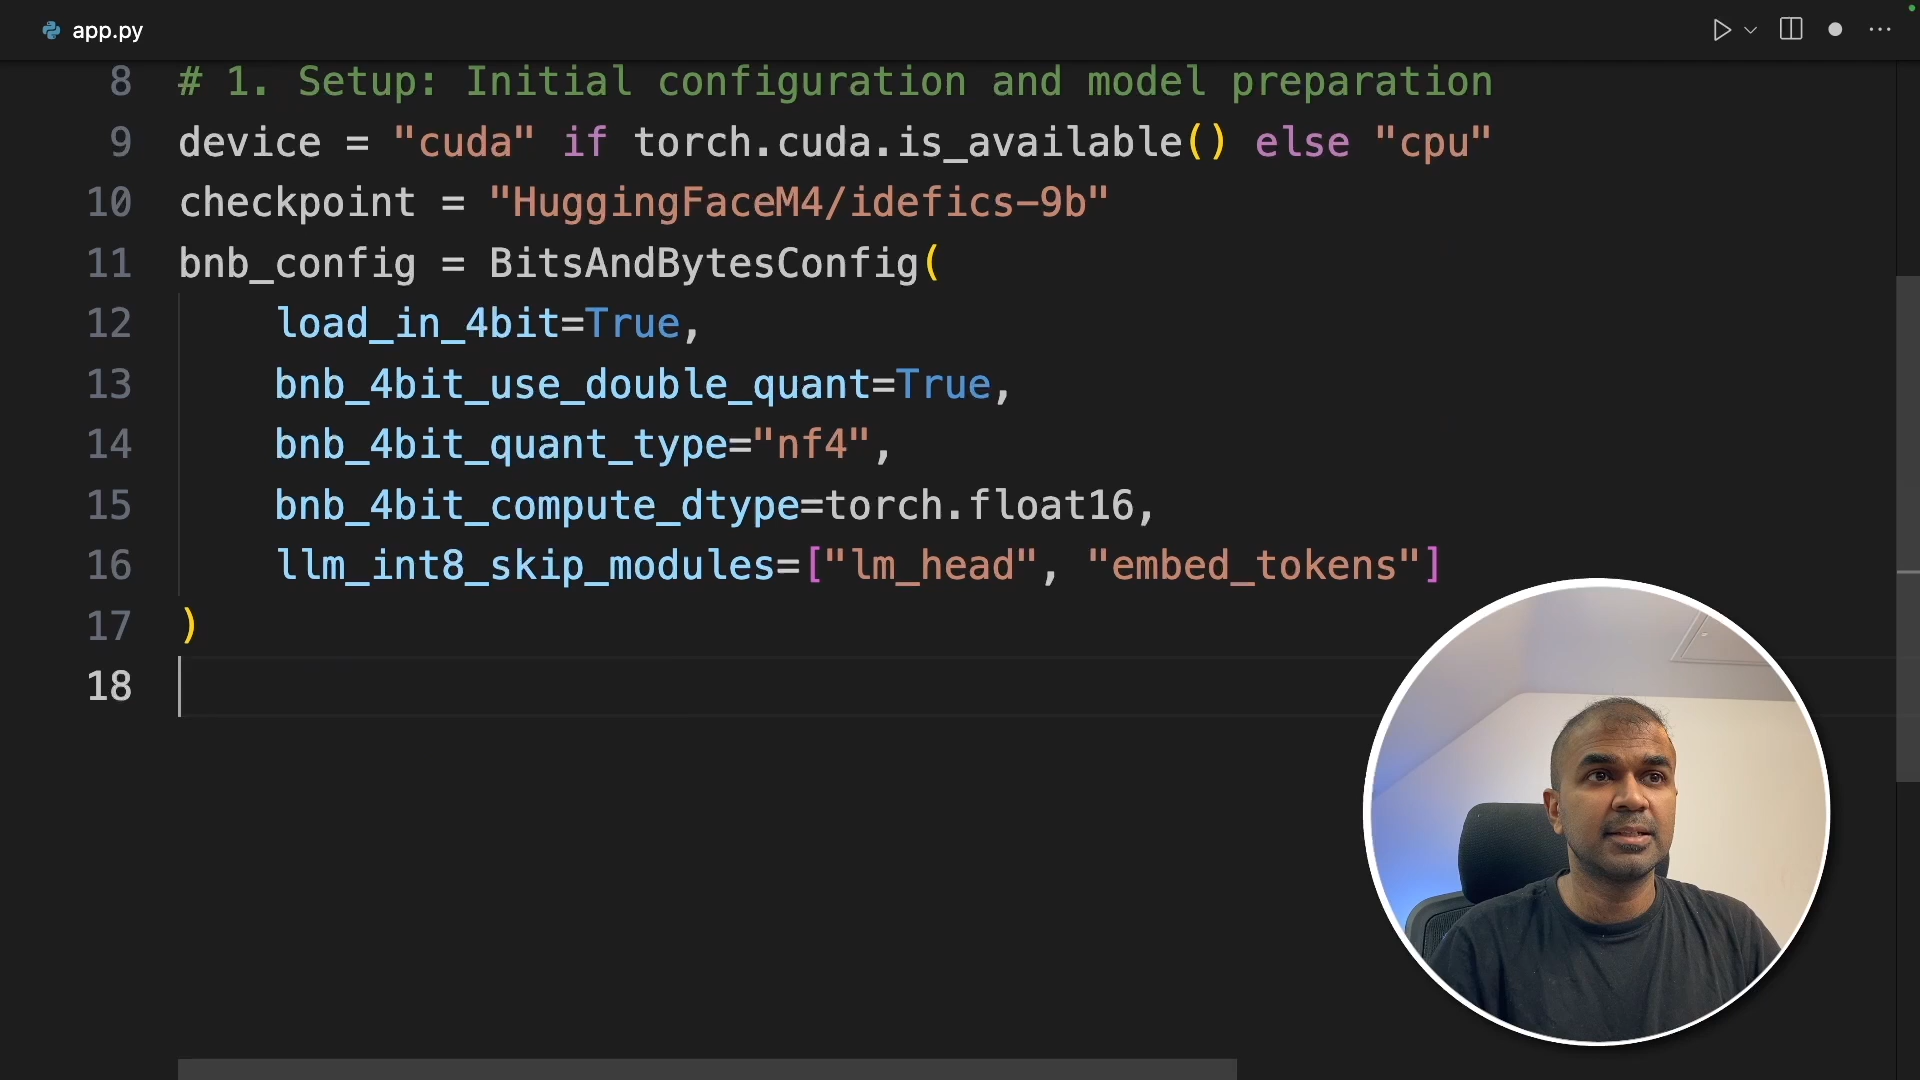 app.py
8 # 1. Setup: Initial configuration and model preparation
9 device = "cuda" if torch.cuda.is_available() else "cpu"
10 checkpoint = "HuggingFaceM4/idefics-9b"
11 bnb_config = BitsAndBytesConfig(
12 load_in_4bit=True,
13 bnb_4bit_use_double_quant=True,
14 bnb_4bit_quant_type="nf4",
15 bnb_4bit_compute_dtype=torch.float16,
16 llm_int8_skip_modules=["lm_head", "embed_tokens"]
17 )
18